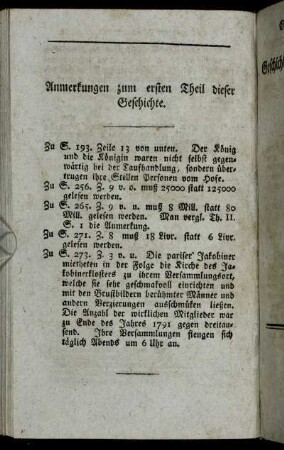 Anmerkungen zum ersten Theil dieser
Geschichte.
Zu S. 193. Zeile 13 von unten. Der König
und die Königin waren nicht selbst gegen-
wärtig bei der Taufhandlung, sondern über-
trugen ihre Stellen Personen vom Hofe.
Zu S. 256. Z. 9 v. o. muß 25000 statt 125000
gelesen werden.
Zu S. 265. Z. 9 v. u. muß 8 Mill. statt 80
Mill. gelesen werden. Man vergl. Th. II.
S. 1 die Anmerkung.
Zu S. 271. Z. 8 muß 18 Livr. statt 6 Livr.
gelesen werden.
Zu S. 273. Z. 3 v. u. Die pariser Jakobiner
mietheten in der Folge die Kirche des Ja-
kobinerklosters zu ihrem Versammlungsort,
welche sie sehr geschmakvoll einrichten und
mit den Brustbildern berühmter Männer und
andern Verzierungen ausschmüken ließen.
Die Anzahl der wirklichen Mitglieder war
zu Ende des Jahres 1791 gegen dreitau-
send. Ihre Versammlungen fiengen sich
täglich Abends um 6 Uhr an.